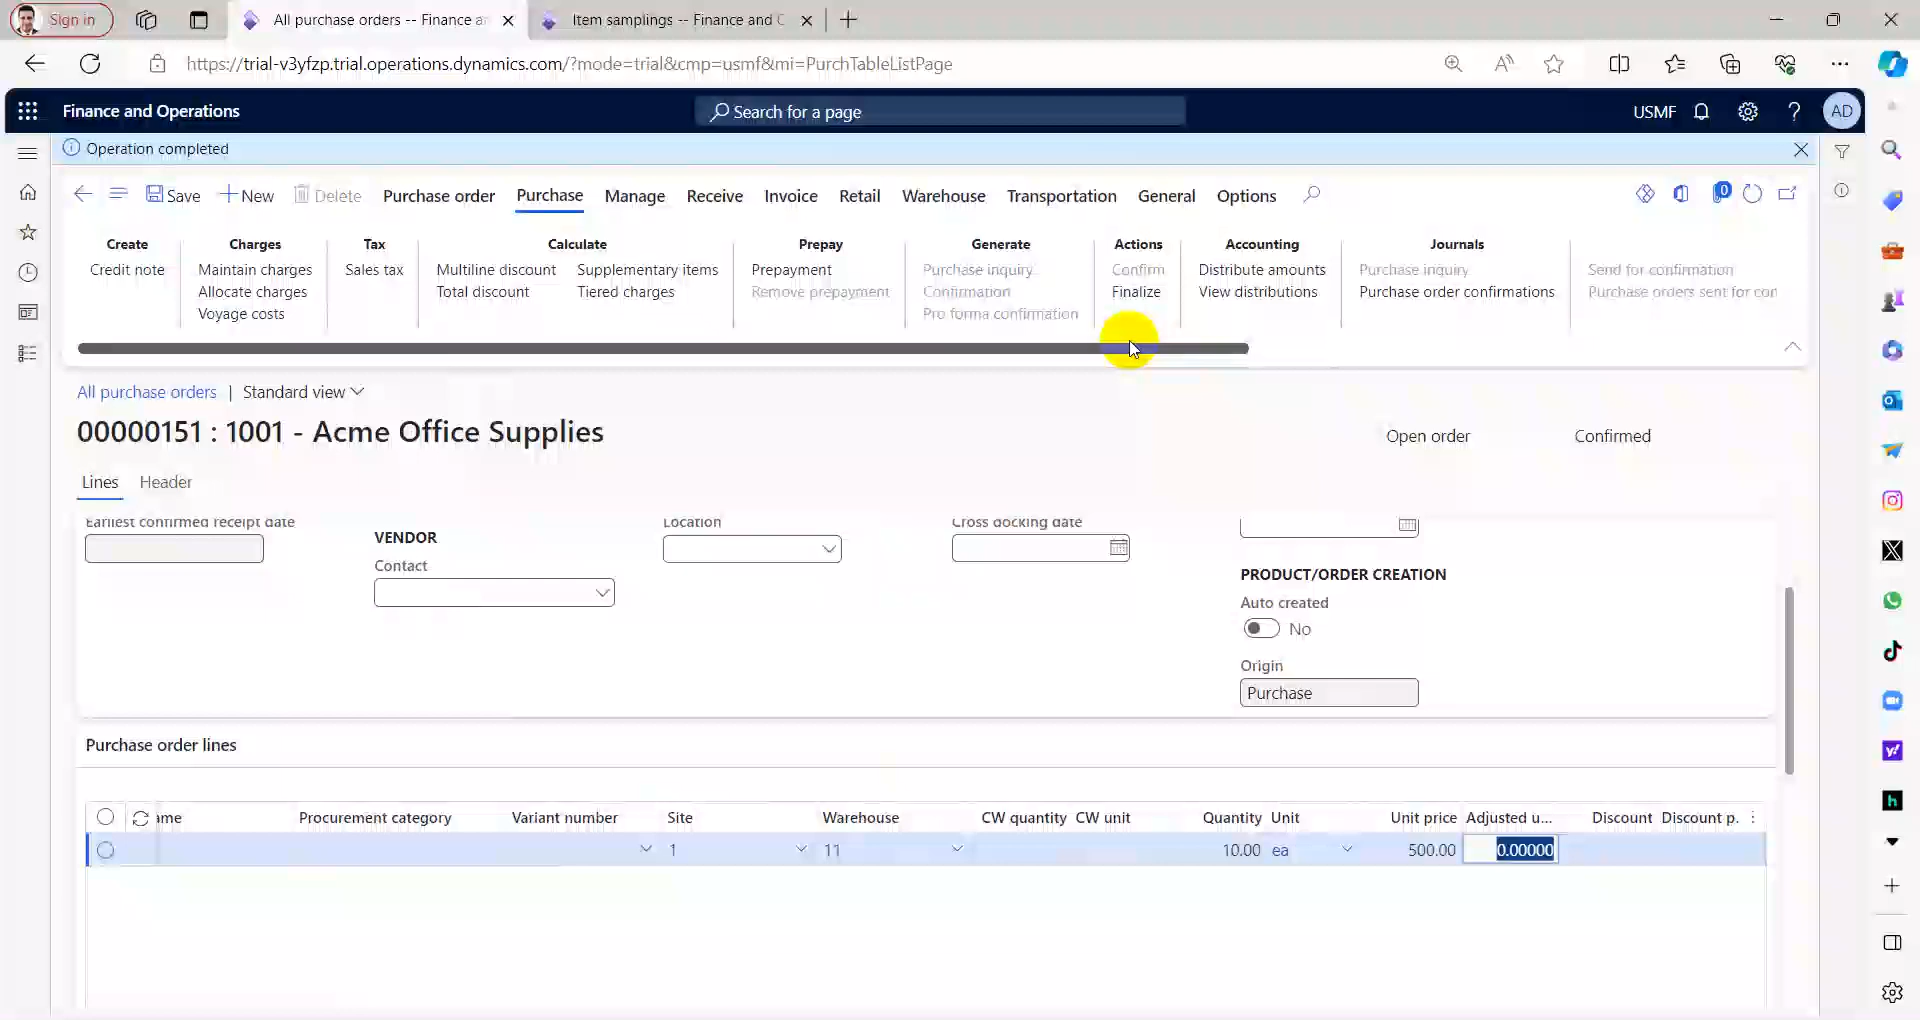 Sign in
All purchase orders -- Finance a
Item samplings -- Finance and C
https://trial-v3yfzp.trial.operations.dynamics.com/?mode=trial&cmp=usmf&mi=PurchTableListPage
Finance and Operations
Search for a page
USMF
AD
Operation completed
Save
New
Delete
Purchase order
Purchase
Manage
Receive
Invoice
Retail
Warehouse
Transportation
General
Options
0
Create
Charges
Tax
Calculate
Prepay
Generate
Actions
Accounting
Journals
Credit note
Maintain charges
Sales tax
Multiline discount
Supplementary items
Prepayment
Purchase inquiry
Confirm
Distribute amounts
Purchase inquiry
Send for confirmation
Allocate charges
Total discount
Tiered charges
Remove prepayment
Confirmation
Finalize
View distributions
Purchase order confirmations
Purchase orders sent for con
Voyage costs
Pro forma confirmation
All purchase orders | Standard view
00000151 : 1001 - Acme Office Supplies
Open order
Confirmed
Lines
Header
Earliest confirmed receipt date
VENDOR
Contact
Location
Cross docking date
PRODUCT/ORDER CREATION
Auto created
No
Origin
Purchase
Purchase order lines
ame
Procurement category
Variant number
Site
Warehouse
CW quantity
CW unit
Quantity
Unit
Unit price
Adjusted u...
Discount
Discount p.
1
11
10.00
ea
500.00
0.00000